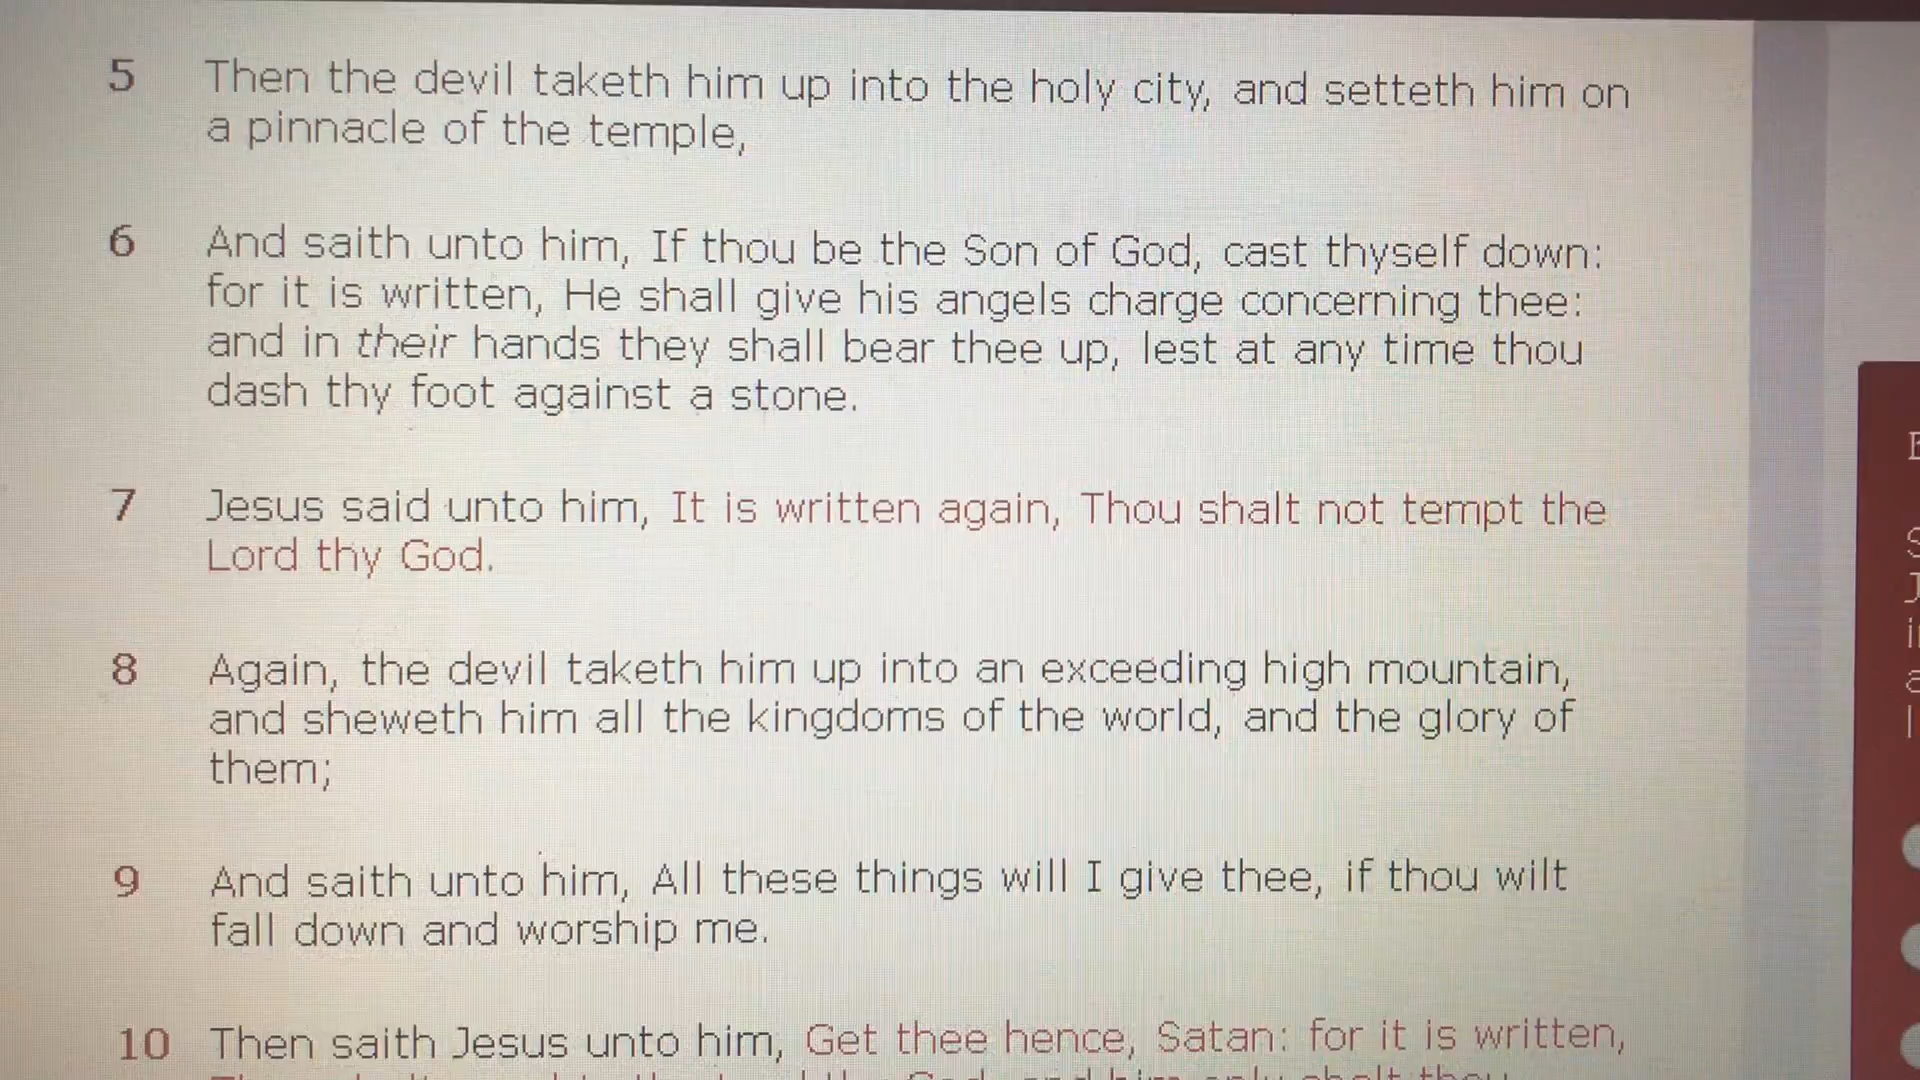 5 Then the devil taketh him up into the holy city, and setteth him on
a pinnacle of the temple,
6 And saith unto him, If thou be the Son of God, cast thyself down:
for it is written, He shall give his angels charge concerning thee:
and in their hands they shall bear thee up, lest at any time thou
dash thy foot against a stone.
7 Jesus said unto him, It is written again, Thou shalt not tempt the
Lord thy God.
8 Again, the devil taketh him up into an exceeding high mountain,
and sheweth him all the kingdoms of the world, and the glory of
them;
9 And saith unto him, All these things will I give thee, if thou wilt
fall down and worship me.
10 Then saith Jesus unto him, Get thee hence, Satan: for it is written,